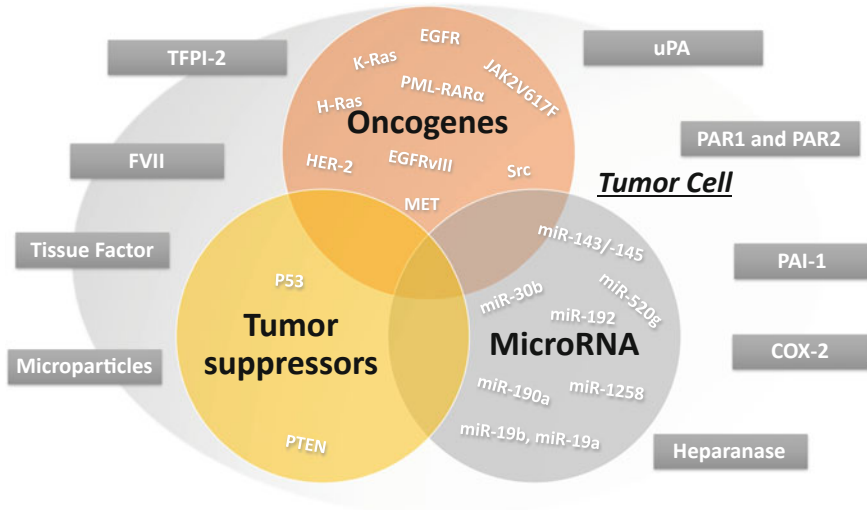 EGFR
uPA
TFPI-2
K-Ras
JAK2V617F
PML-RARα
H-Ras
Oncogenes
PAR1 and PAR2
FVII
HER-2
EGFRvIII
Src
Tumor Cell
MET
miR-143/-145
Tissue Factor
PAI-1
P53
miR-30b
miR-520g
miR-192
Tumor
suppressors
MicroRNA
COX-2
Microparticles
miR-190a
miR-1258
PTEN
miR-19b, miR-19a
Heparanase